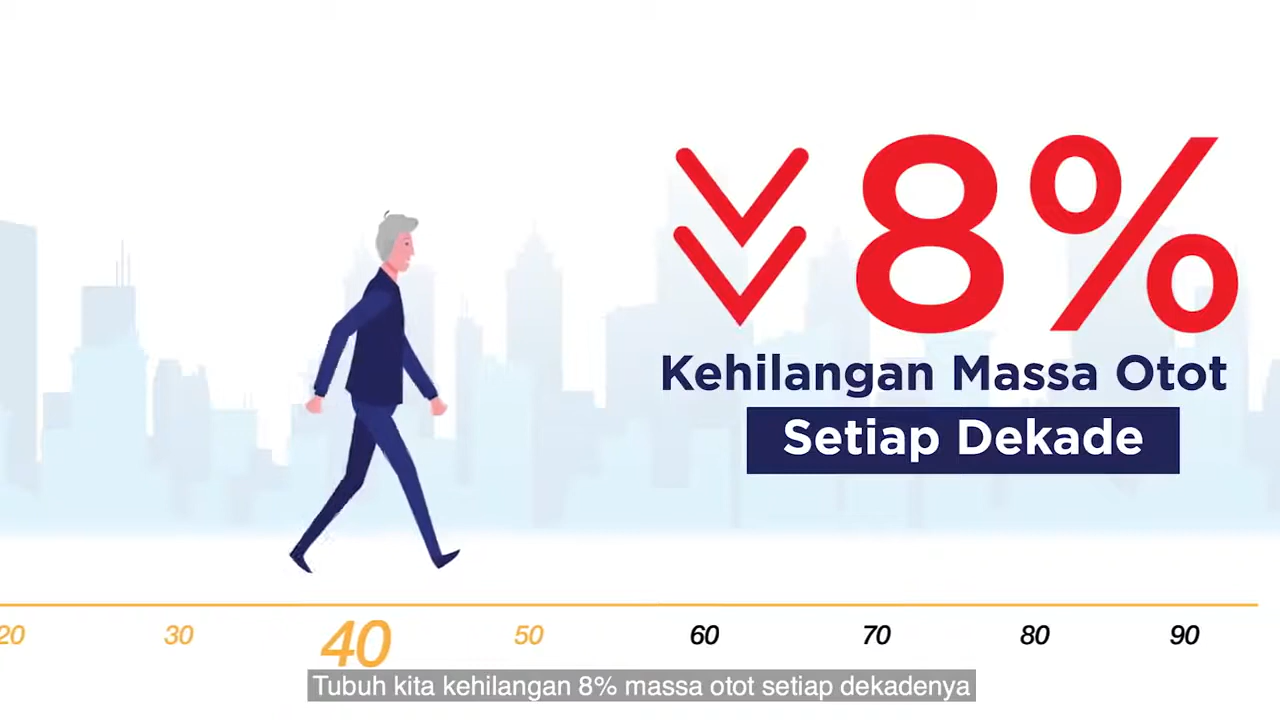 8%
Kehilangan Massa Otot
Setiap Dekade
20 30 40 50 60 70 80 90
Tubuh kita kehilangan 8% massa otot setiap dekadenya